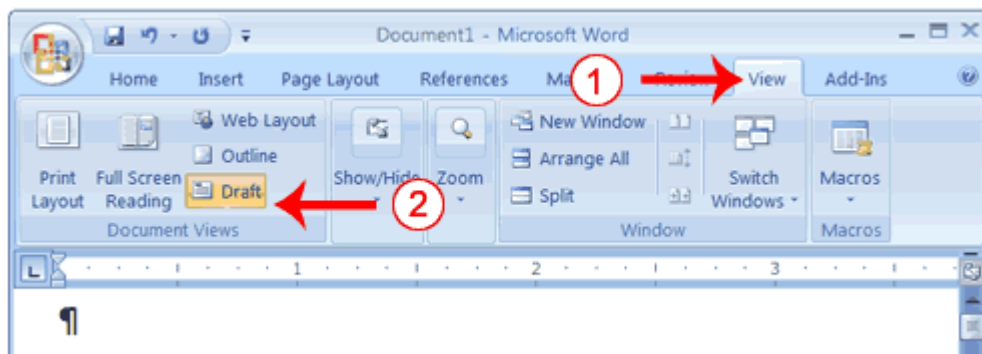 Document1 - Microsoft Word
Home Insert Page Layout References Ma 1 Review View Add-Ins
Web Layout
Outline
Draft
Print Layout
Full Screen Reading
Document Views
Show/Hide
Zoom
2
New Window
Arrange All
Split
Switch Windows
Window
Macros
Macros
L 1 2 3
¶